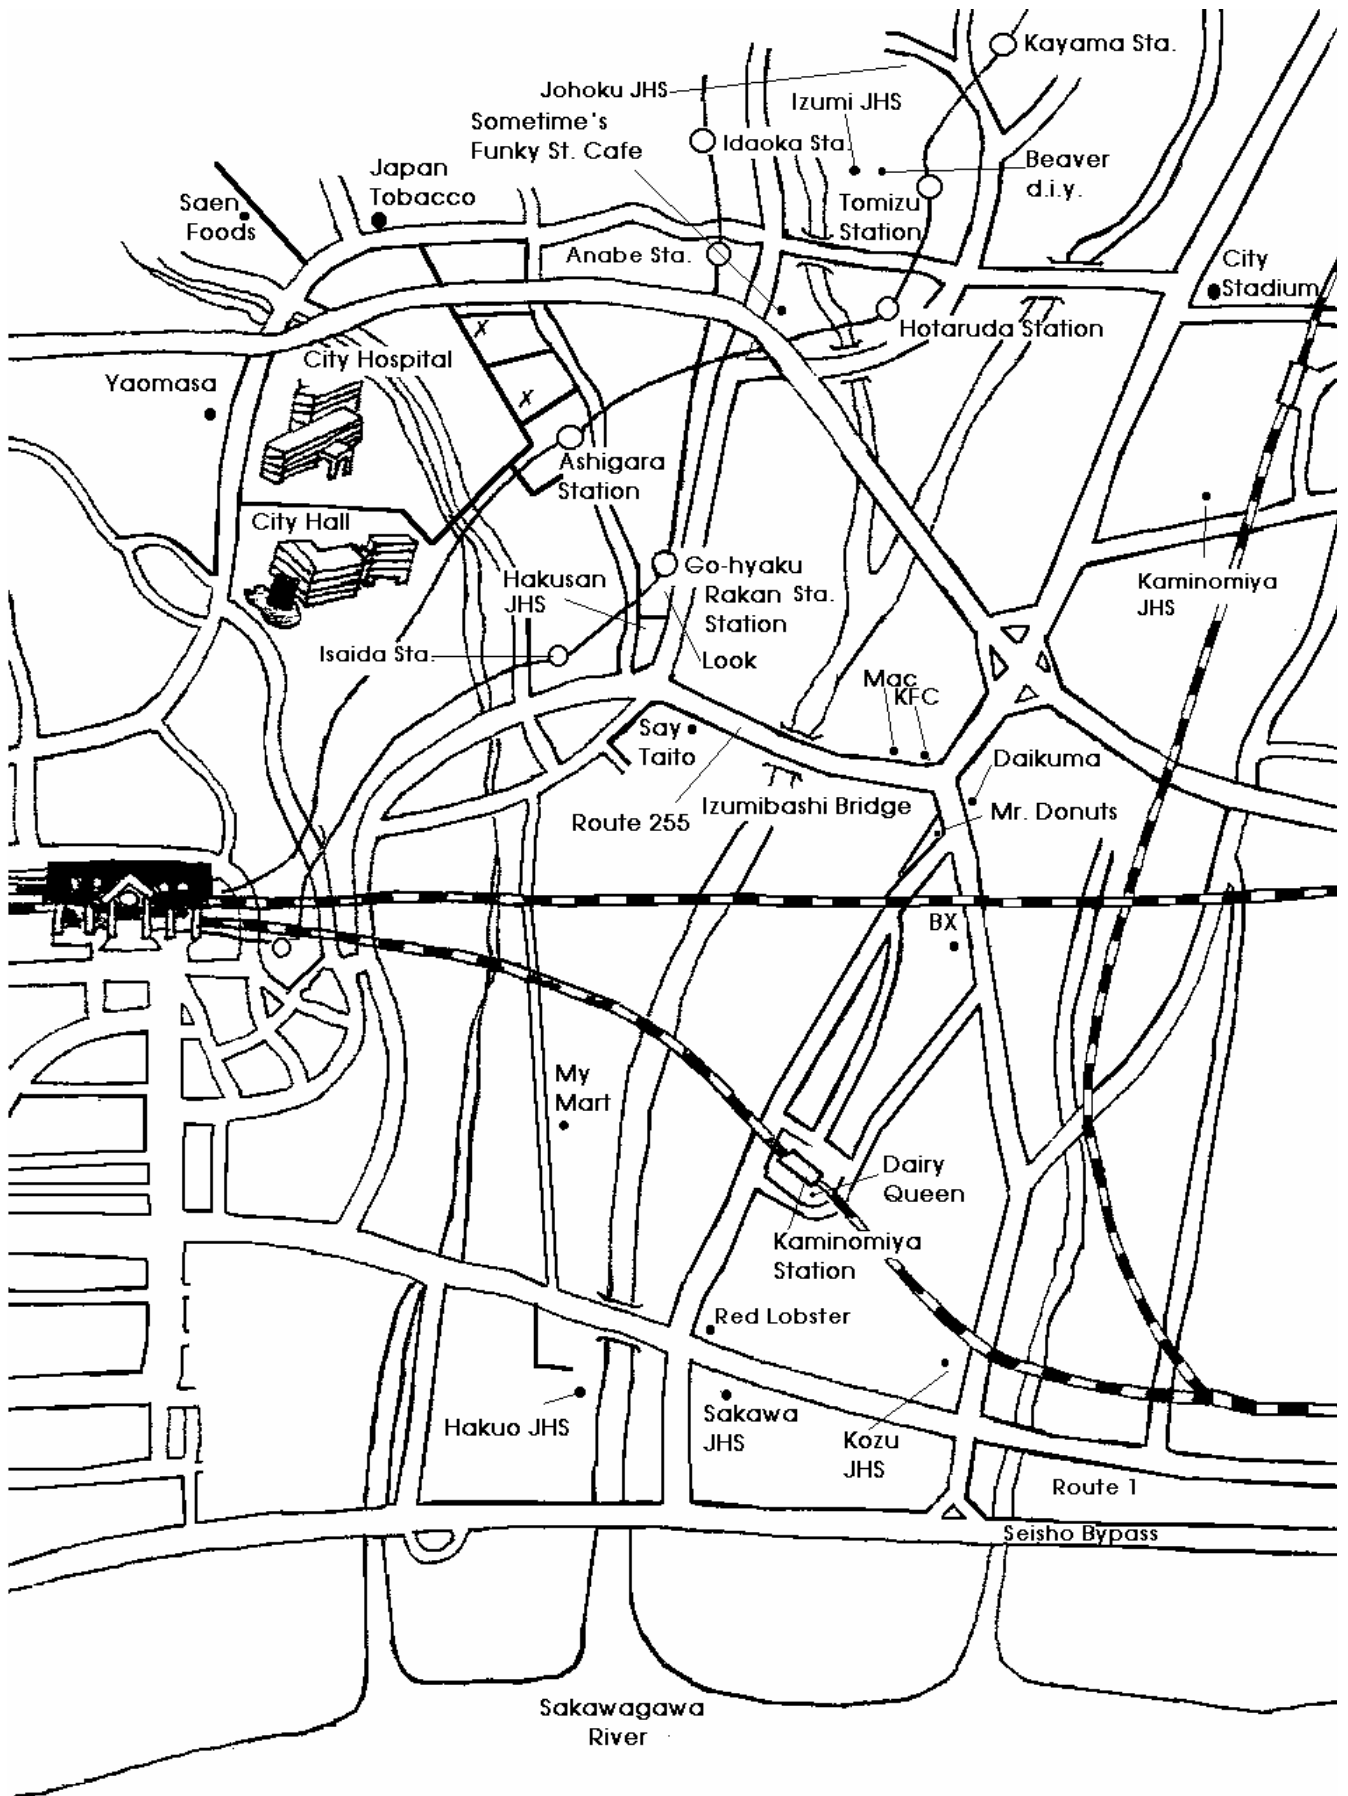 Kayama Sta.
Johoku JHS
Izumi JHS
Sometime's
Funky St. Cafe
Idaoka Sta.
Beaver
d.i.y.
Japan
Tobacco
Saen
Foods
Tomizu
Station
Anabe Sta.
City
Stadium
Hotaruda Station
City Hospital
X
Yaomasa
X
Ashigara
Station
City Hall
Go-hyaku
Rakan Sta.
Station
Hakusan
JHS
Kaminomiya
JHS
Isaida Sta.
Look
Mac
KFC
Say
Taito
Daikuma
Izumibashi Bridge
Mr. Donuts
Route 255
BX
My
Mart
Dairy
Queen
Kaminomiya
Station
Red Lobster
Hakuo JHS
Sakawa
JHS
Kozu
JHS
Route 1
Seisho Bypass
Sakawagawa
River